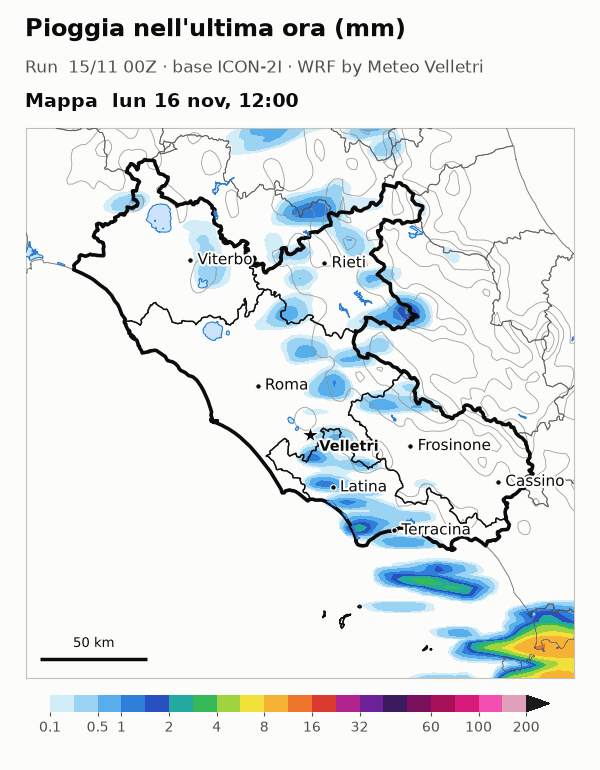 Pioggia nell'ultima ora (mm)
Run  15/11 00Z · base ICON-2I · WRF by Meteo Velletri
Mappa  lun 16 nov, 12:00
Viterbo
Rieti
Roma
Velletri
Frosinone
Latina
Cassino
Terracina
50 km
0.1 0.5 1 2 4 8 16 32 60 100 200